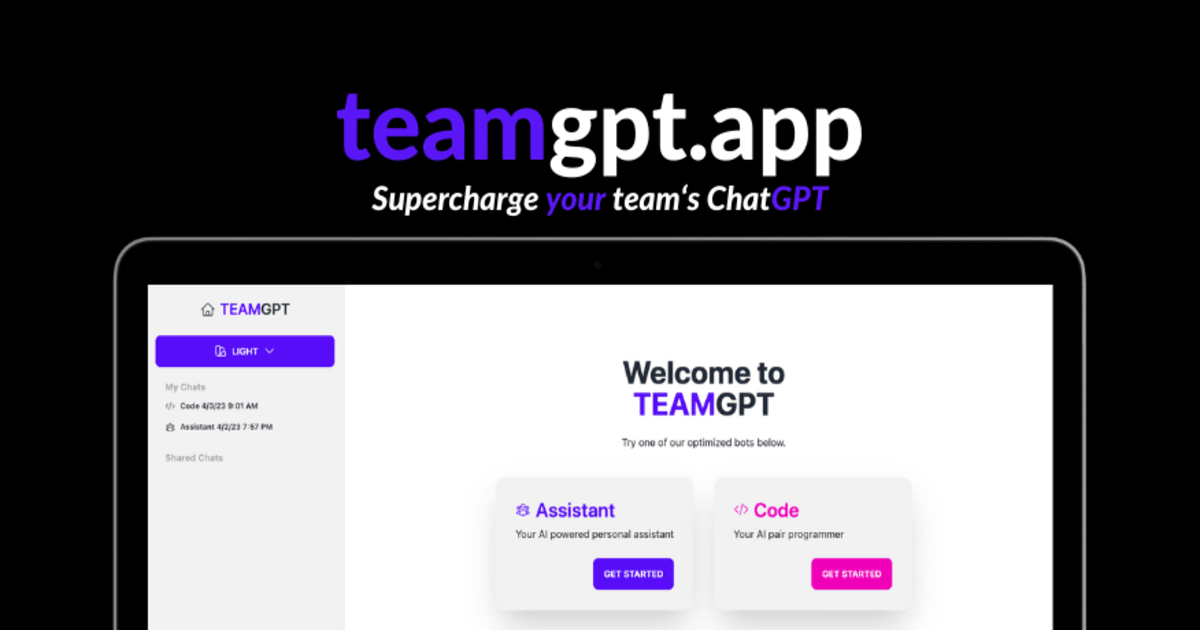 teamgpt.app
Supercharge your team‘s ChatGPT
TEAMGPT
LIGHT
My Chats
Code 4/3/23 9:01 AM
Assistant 4/2/23 7:57 PM
Shared Chats
Welcome to
TEAMGPT
Try one of our optimized bots below.
Assistant
Your AI powered personal assistant
GET STARTED
Code
Your AI pair programmer
GET STARTED